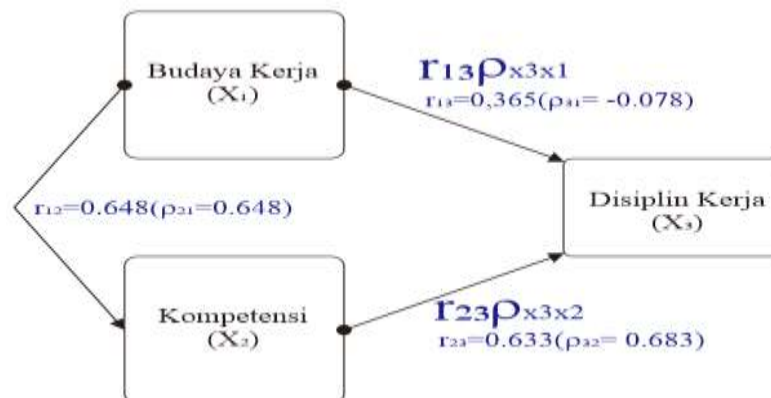 Budaya Kerja
(X₁)
r₁₃ρx3x1
r₁₃=0,365(ρ₃₁= -0.078)
r₁₂=0.648(ρ₂₁=0.648)
Disiplin Kerja
(X₃)
Kompetensi
(X₂)
r₂₃ρx3x2
r₂₃=0.633(ρ₃₂= 0.683)